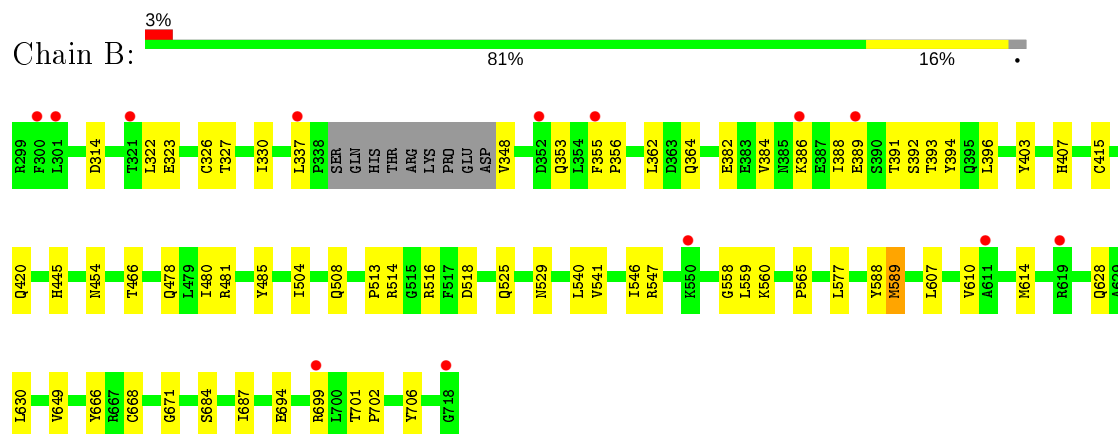 3%
Chain B:
81% 16% •
R299 F300 L301 D314 T321 L322 E323 C326 T327 I330 L337 P338 SER GLN HIS THR ARG LYS PRO GLU ASP V348 D352 Q353 L354 F355 P356 L362 D363 Q364 E382 E383 V384 N385 K386 E387 I388 E389 S390 T391 S392 T393 Y394 Q395 L396 Y403 H407 C415
Q420 H445 N454 T466 Q478 L479 I480 R481 Y485 I504 Q508 P513 R514 G515 R516 F517 D518 Q525 N529 L540 V541 I546 R547 K550 G558 L559 K560 P565 L577 Y588 M589 L607 V610 A611 M614 R619 Q628 A629
L630 V649 Y666 R667 C668 G671 S684 I687 E694 R699 L700 T701 P702 Y706 G718